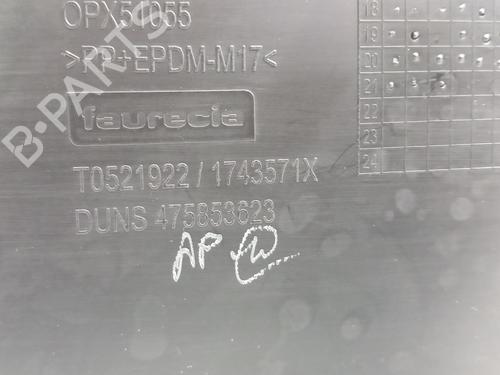 OPX51055
>PP+EPDM-M17<
faurecia
T0521922 / 1743571X
DUNS 475853623
AP
B-PARTS
18
19
20
21
22
23
24